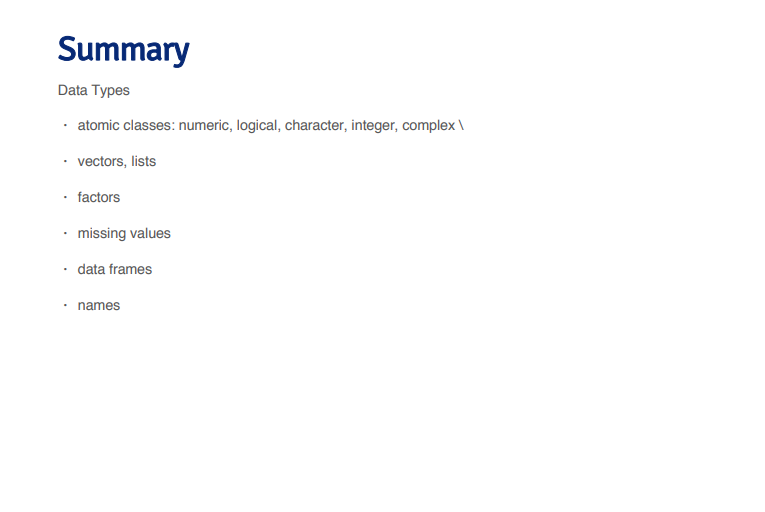 Summary
Data Types
· atomic classes: numeric, logical, character, integer, complex \
· vectors, lists
· factors
· missing values
· data frames
· names